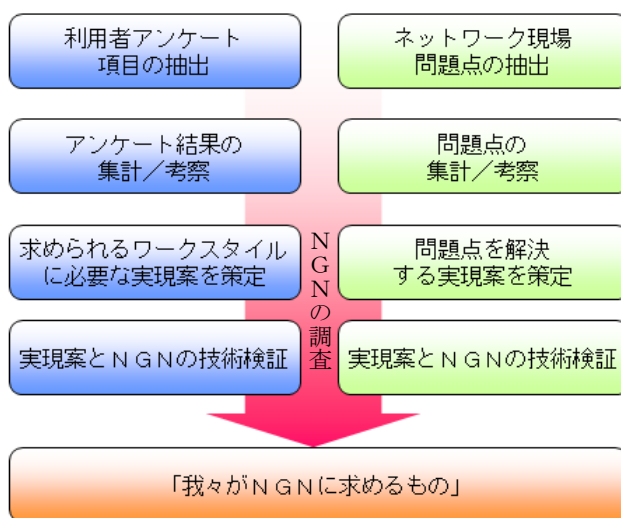 利用者アンケート
項目の抽出
ネットワーク現場
問題点の抽出
アンケート結果の
集計／考察
問題点の
集計／考察
求められるワークスタイル
に必要な実現案を策定
問題点を解決
する実現案を策定
実現案とＮＧＮの技術検証
実現案とＮＧＮの技術検証
ＮＧＮの調査
「我々がＮＧＮに求めるもの」